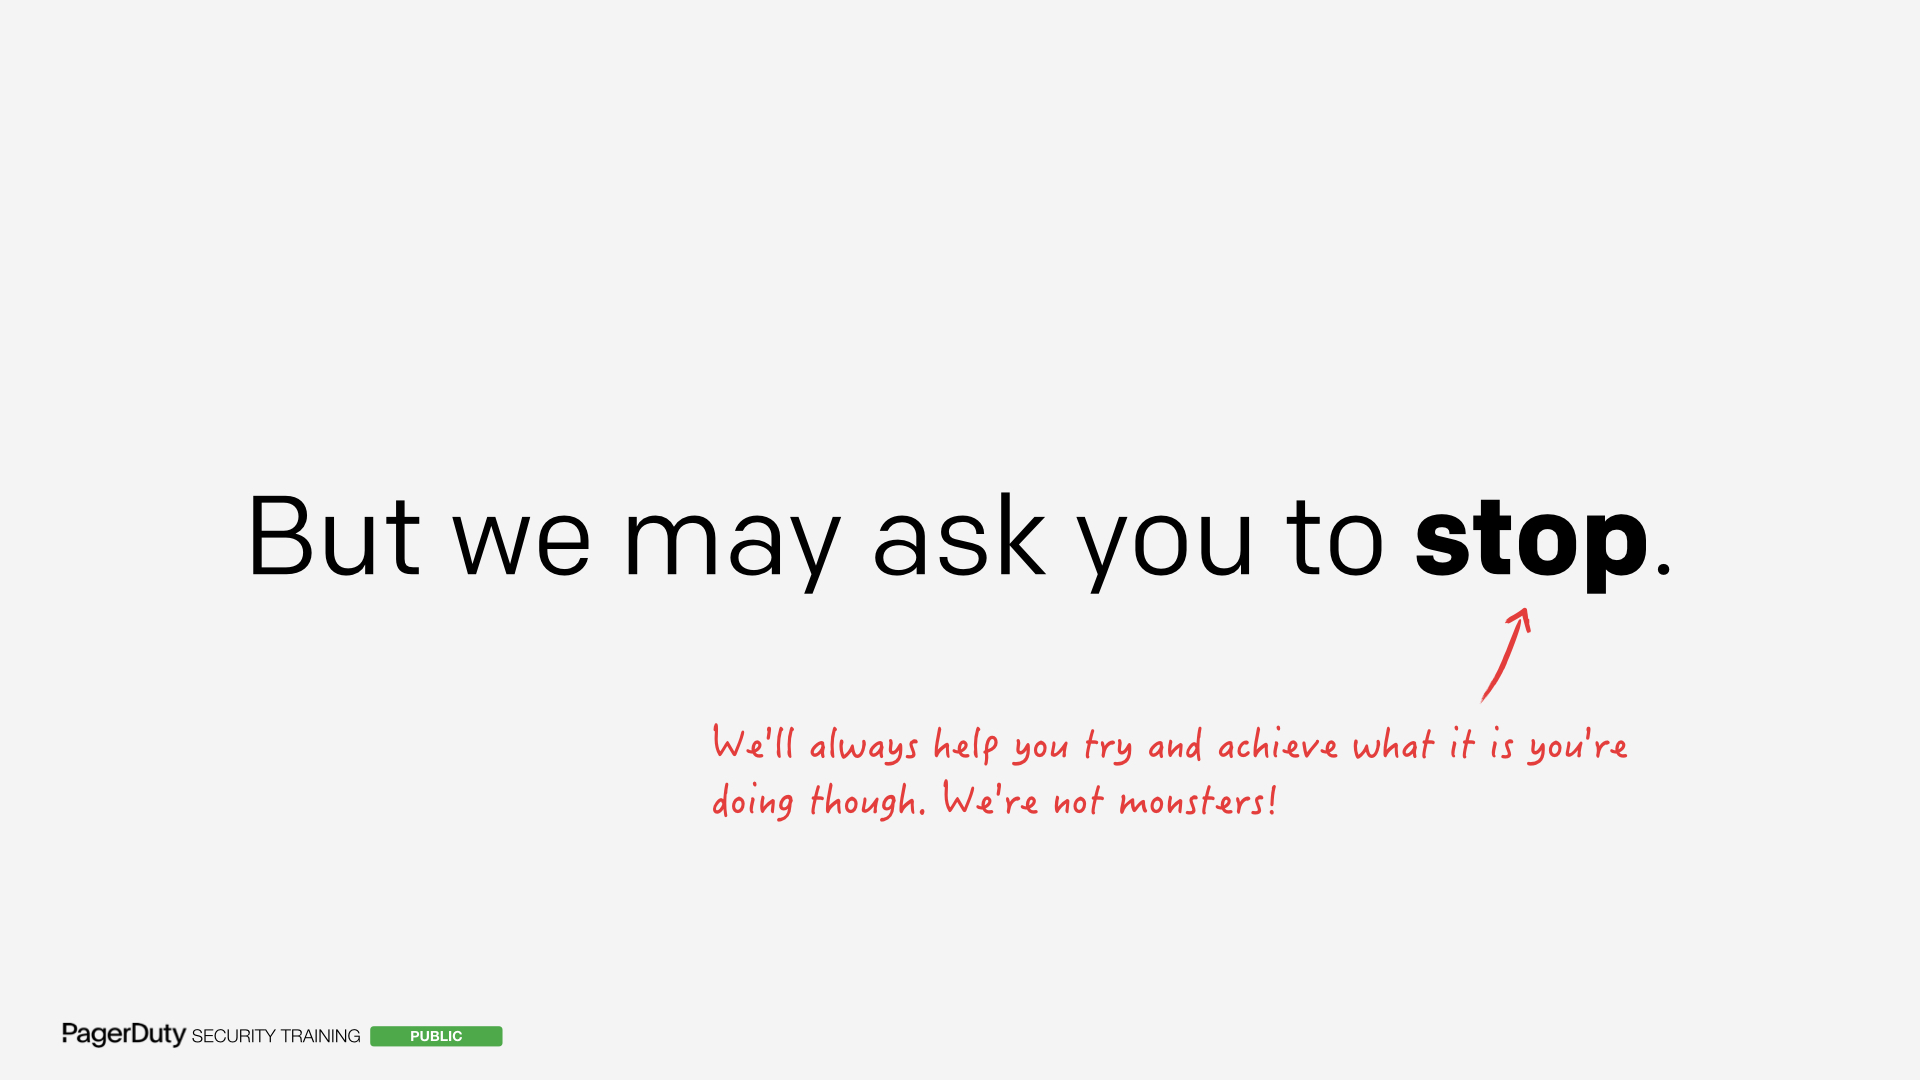 But we may ask you to stop.
We'll always help you try and achieve what it is you're
doing though. We're not monsters!
PagerDuty SECURITY TRAINING PUBLIC